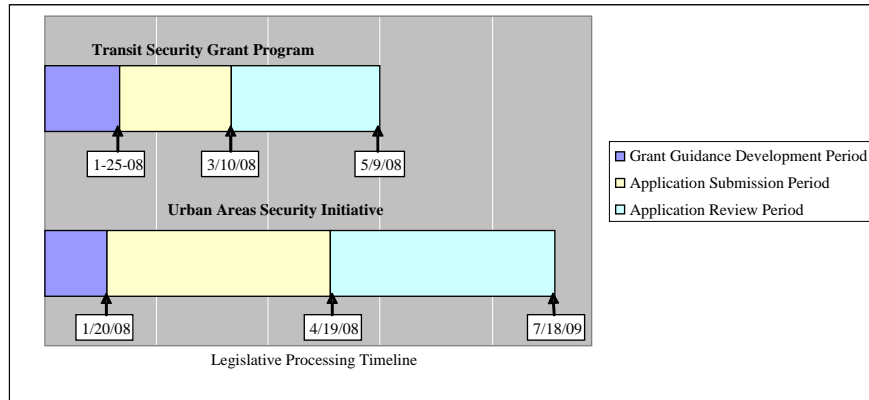 Transit Security Grant Program
1-25-08
3/10/08
5/9/08
Urban Areas Security Initiative
1/20/08
4/19/08
7/18/09
Legislative Processing Timeline
Grant Guidance Development Period
Application Submission Period
Application Review Period